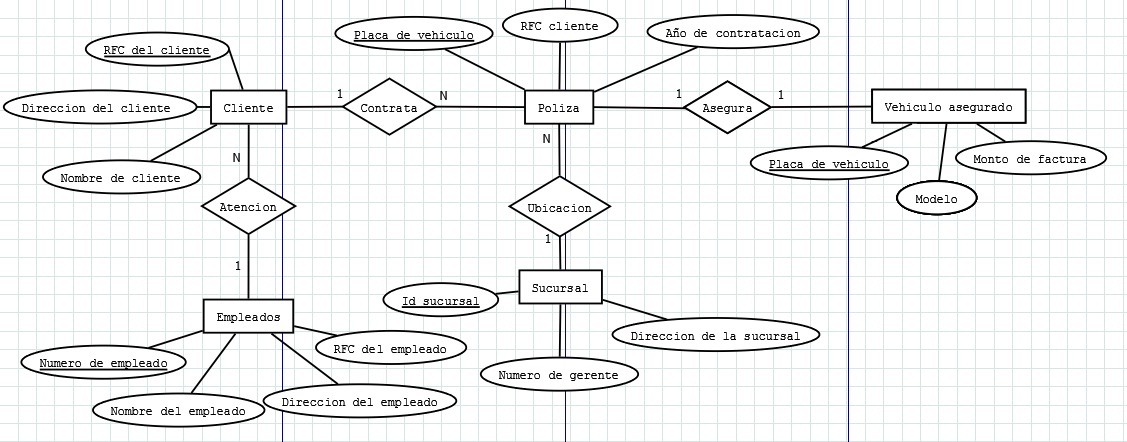 RFC cliente
Placa de vehiculo
Año de contratacion
RFC del cliente
1
N
1
1
Direccion del cliente
Cliente
Contrata
Poliza
Asegura
Vehiculo asegurado
N
N
Nombre de cliente
Placa de vehiculo
Monto de factura
Modelo
Atencion
Ubicacion
1
1
Id sucursal
Sucursal
Empleados
Direccion de la sucursal
Numero de empleado
RFC del empleado
Numero de gerente
Nombre del empleado
Direccion del empleado